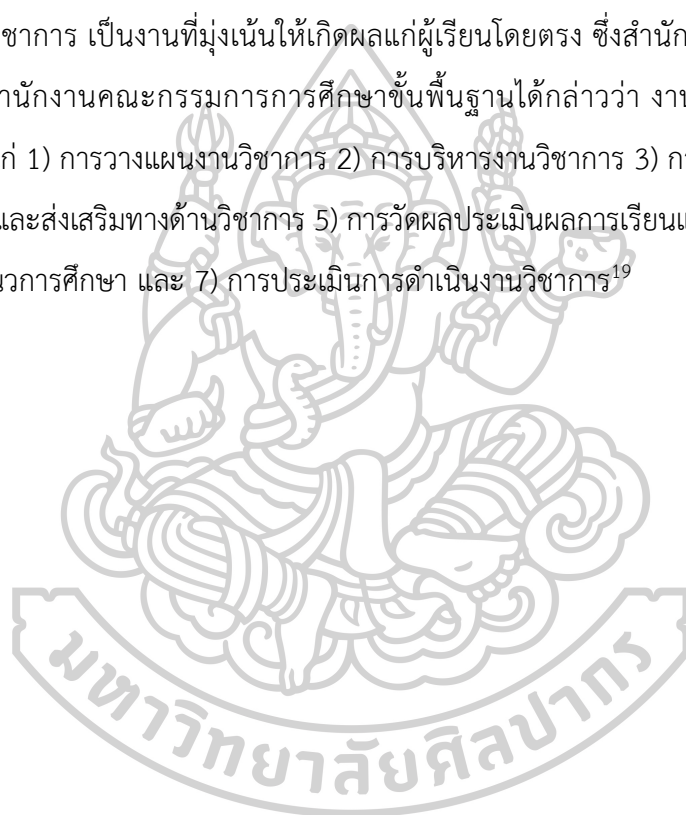 ชาการ เป็นงานที่มุ่งเน้นให้เกิดผลแก่ผู้เรียนโดยตรง ซึ่งสำนัก
านักงานคณะกรรมการการศึกษาขั้นพื้นฐานได้กล่าวว่า งาน
ก่ 1) การวางแผนงานวิชาการ 2) การบริหารงานวิชาการ 3) ก
และส่งเสริมทางด้านวิชาการ 5) การวัดผลประเมินผลการเรียนแ
นวการศึกษา และ 7) การประเมินการดำเนินงานวิชาการ19
มหาวิทยาลัยศิลปากร